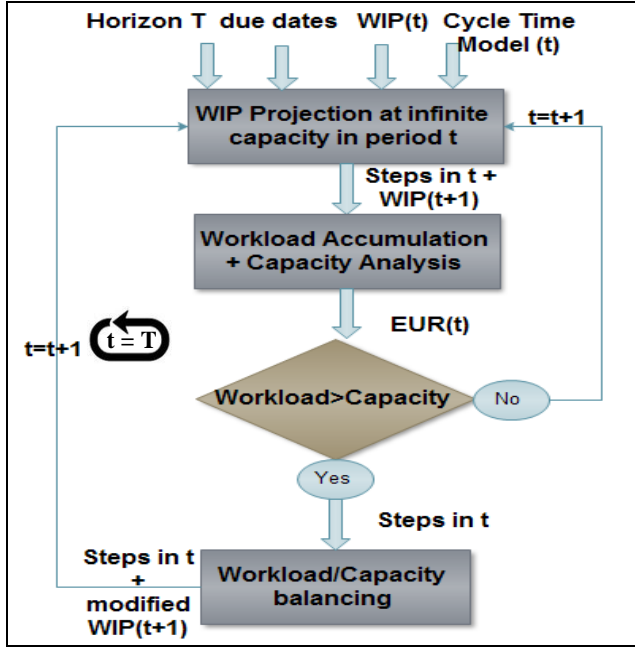 Horizon T due dates WIP(t) Cycle Time
Model (t)
WIP Projection at infinite
capacity in period t
t=t+1
Steps in t +
WIP(t+1)
Workload Accumulation
+ Capacity Analysis
EUR(t)
t=t+1
t = T
Workload>Capacity
No
Yes
Steps in t
Steps in t
+
modified
WIP(t+1)
Workload/Capacity
balancing